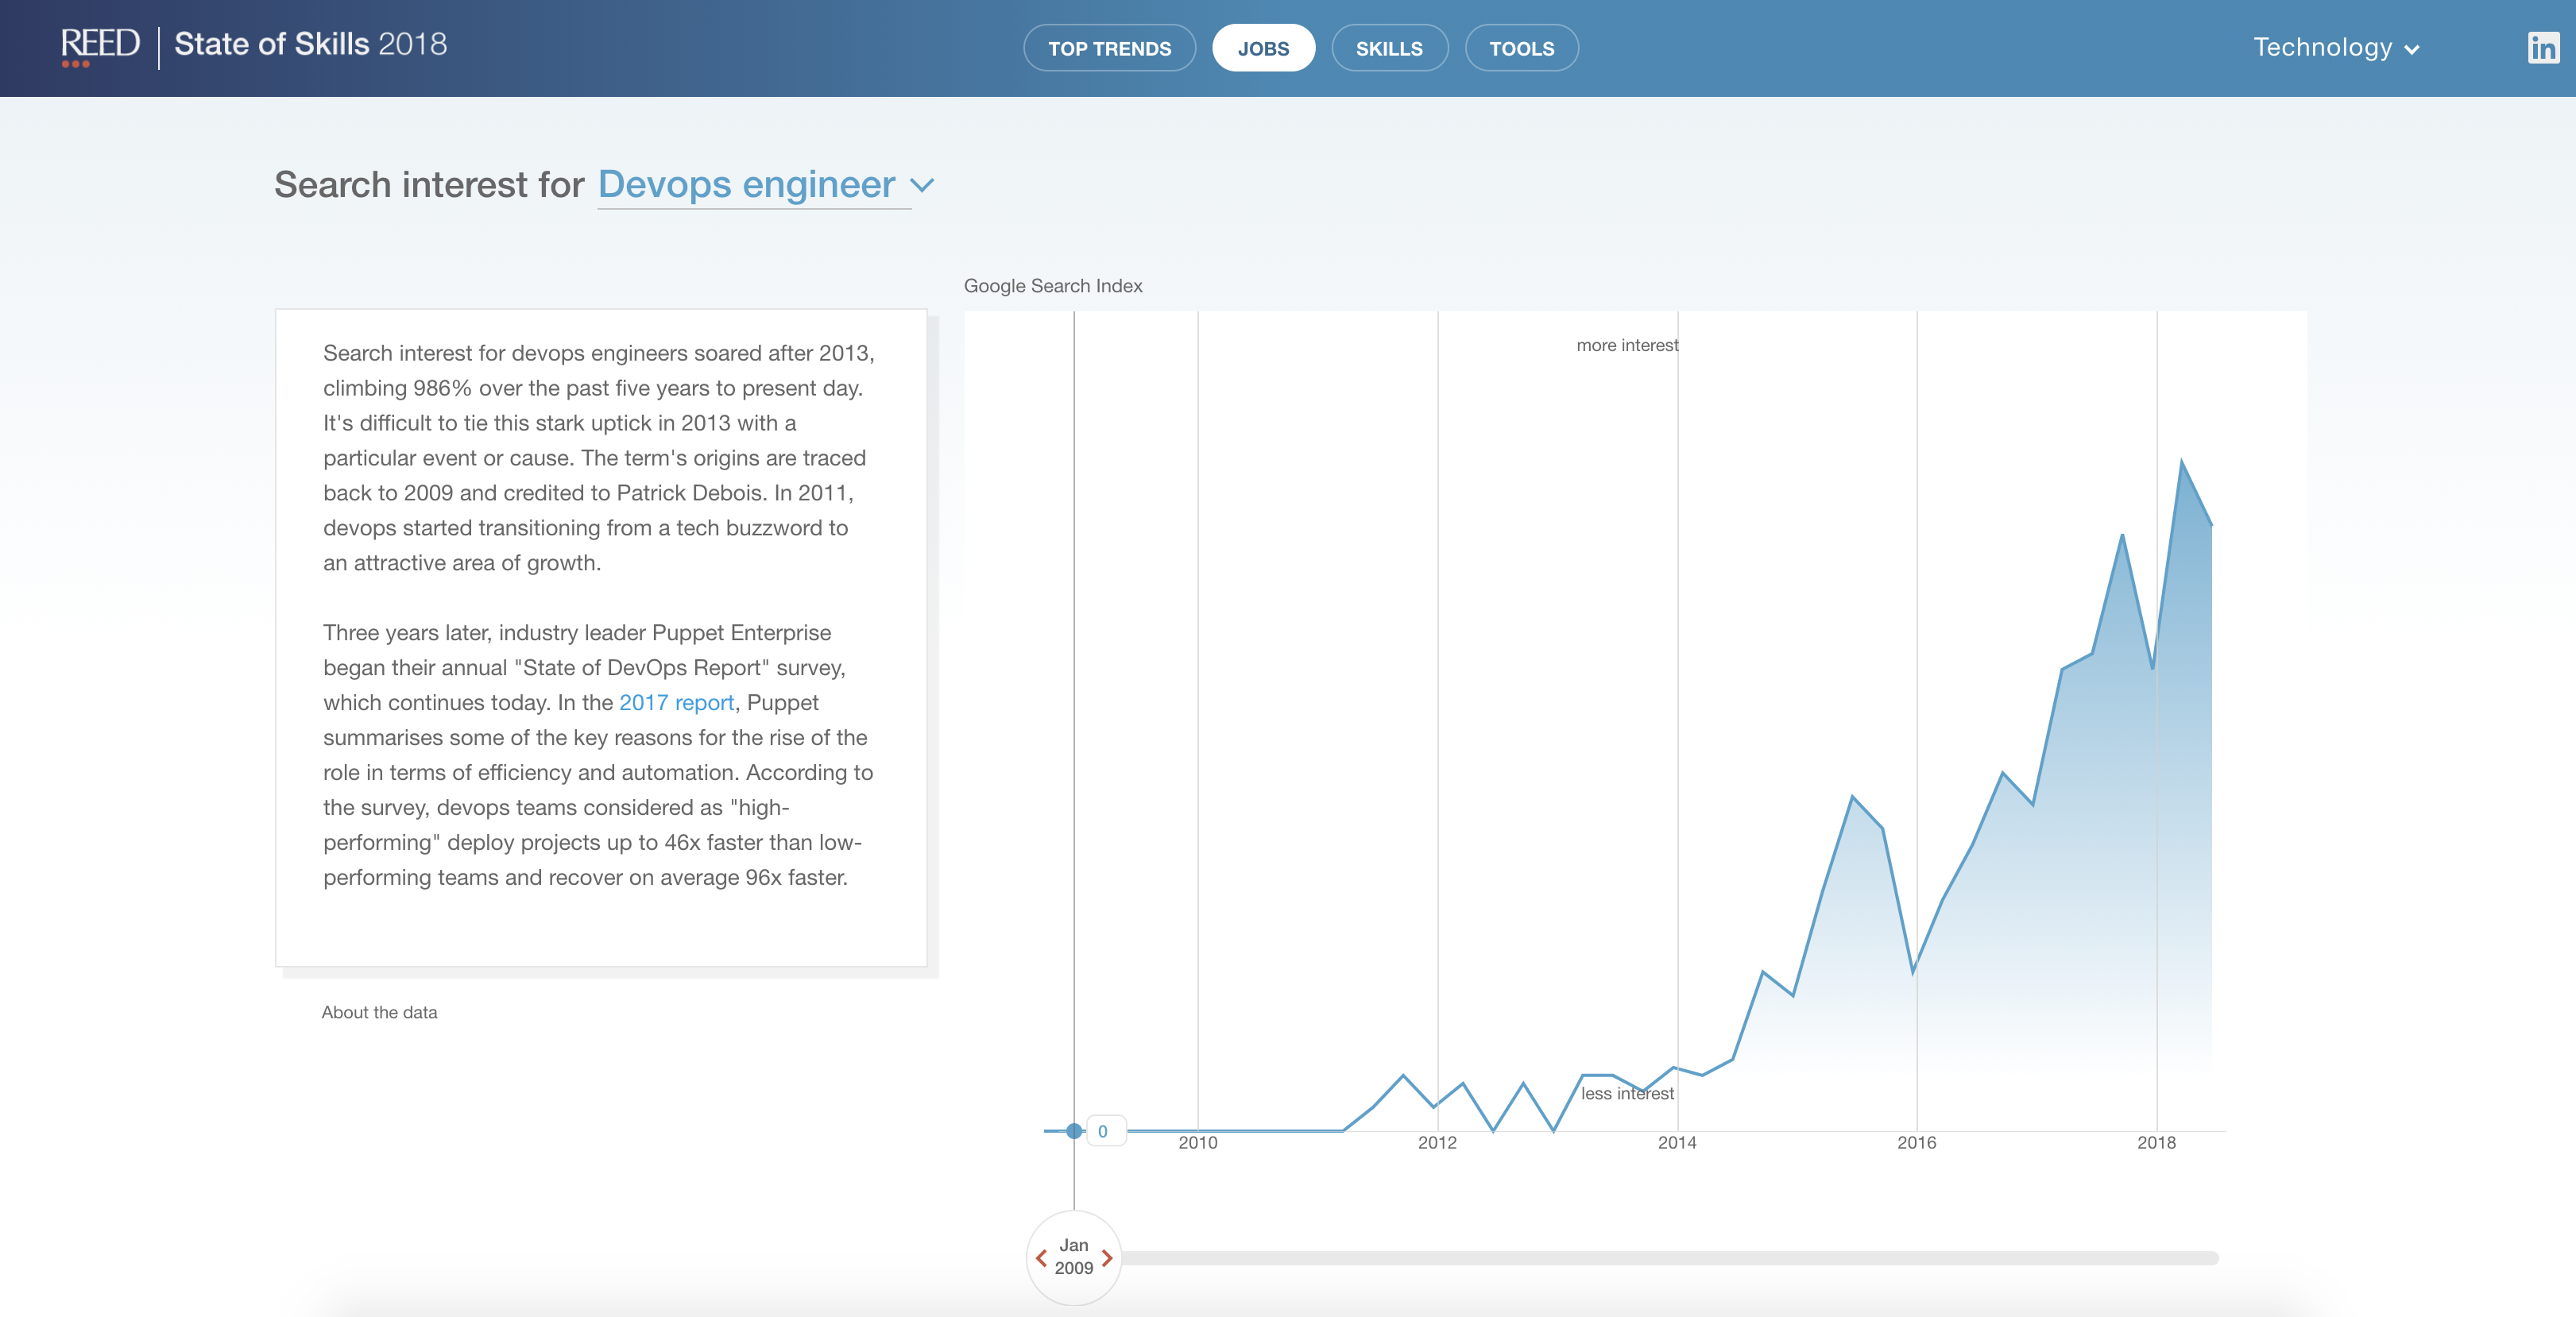 REED State of Skills 2018
TOP TRENDS JOBS SKILLS TOOLS
Technology
in
Search interest for Devops engineer
Search interest for devops engineers soared after 2013,
climbing 986% over the past five years to present day.
It's difficult to tie this stark uptick in 2013 with a
particular event or cause. The term's origins are traced
back to 2009 and credited to Patrick Debois. In 2011,
devops started transitioning from a tech buzzword to
an attractive area of growth.
Three years later, industry leader Puppet Enterprise
began their annual "State of DevOps Report" survey,
which continues today. In the 2017 report, Puppet
summarises some of the key reasons for the rise of the
role in terms of efficiency and automation. According to
the survey, devops teams considered as "high-
performing" deploy projects up to 46x faster than low-
performing teams and recover on average 96x faster.
About the data
Google Search Index
more interest
less interest
0
2010 2012 2014 2016 2018
Jan
2009